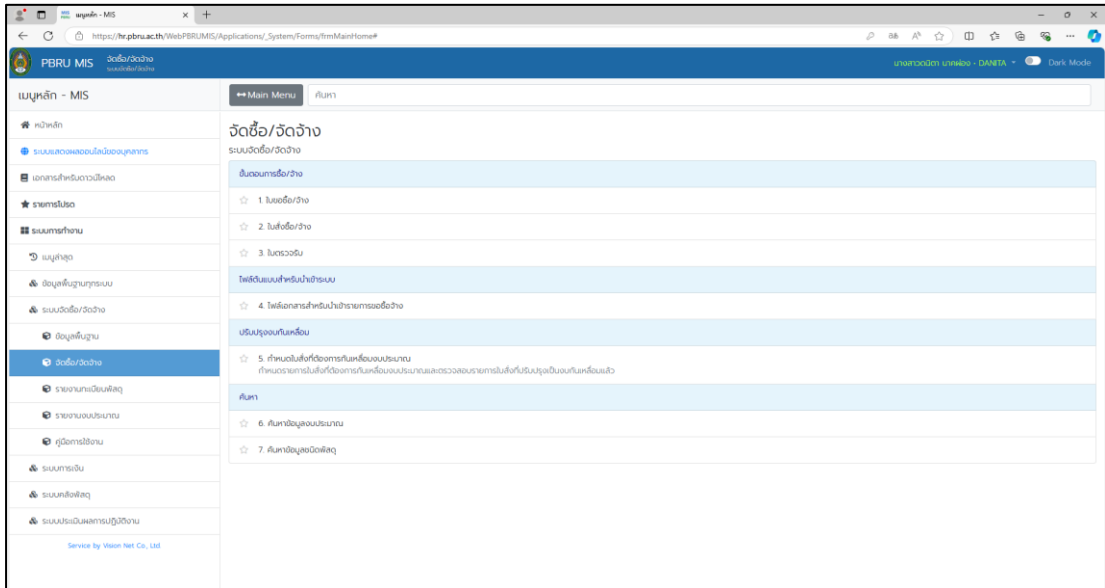 เมนูหลัก - MIS
https://hr.pbru.ac.th/WebPBRUMIS/Applications/_System/Forms/frmMainHome#
PBRU MIS
จัดซื้อ/จัดจ้าง
ระบบจัดซื้อ/จัดจ้าง
นางสาวดนิตา นาคผ่อง - DANITA
Dark Mode
เมนูหลัก - MIS
หน้าหลัก
ระบบแสดงผลออนไลน์ของบุคลากร
เอกสารสำหรับดาวน์โหลด
รายการโปรด
ระบบการทำงาน
เมนูล่าสุด
ข้อมูลพื้นฐานทุกระบบ
ระบบจัดซื้อ/จัดจ้าง
ข้อมูลพื้นฐาน
จัดซื้อ/จัดจ้าง
รายงานทะเบียนพัสดุ
รายงานงบประมาณ
คู่มือการใช้งาน
ระบบการเงิน
ระบบคลังพัสดุ
ระบบประเมินผลการปฏิบัติงาน
Service by Vision Net Co., Ltd.
Main Menu
ค้นหา
จัดซื้อ/จัดจ้าง
ระบบจัดซื้อ/จัดจ้าง
ขั้นตอนการซื้อ/จ้าง
1. ใบขอซื้อ/จ้าง
2. ใบสั่งซื้อ/จ้าง
3. ใบตรวจรับ
ไฟล์ต้นแบบสำหรับนำเข้าระบบ
4. ไฟล์เอกสารสำหรับนำเข้ารายการขอซื้อจ้าง
ปรับปรุงงบกันเหลื่อม
5. กำหนดใบสั่งที่ต้องการกันเหลื่อมงบประมาณ
กำหนดรายการใบสั่งที่ต้องการกันเหลื่อมงบประมาณและตรวจสอบรายการใบสั่งที่ปรับปรุงเป็นงบกันเหลื่อมแล้ว
ค้นหา
6. ค้นหาข้อมูลงบประมาณ
7. ค้นหาข้อมูลชนิดพัสดุ